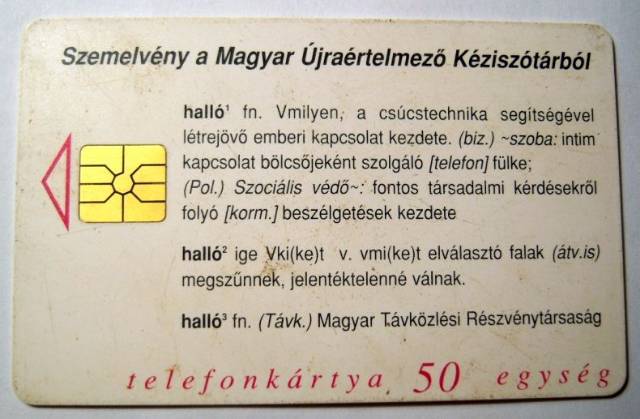 Szemelvény a Magyar Újraértelmező Kéziszótárból
halló¹ fn. Vmilyen, a csúcstechnika segítségével
létrejövő emberi kapcsolat kezdete. (biz.) ~szoba: intim
kapcsolat bölcsőjeként szolgáló [telefon] fülke;
(Pol.) Szociális védő~: fontos társadalmi kérdésekről
folyó [korm.] beszélgetések kezdete
halló² ige Vki(ke)t v. vmi(ke)t elválasztó falak (átv.is)
megszűnnek, jelentéktelenné válnak.
halló³ fn. (Távk.) Magyar Távközlési Részvénytársaság
telefonkártya 50 egység